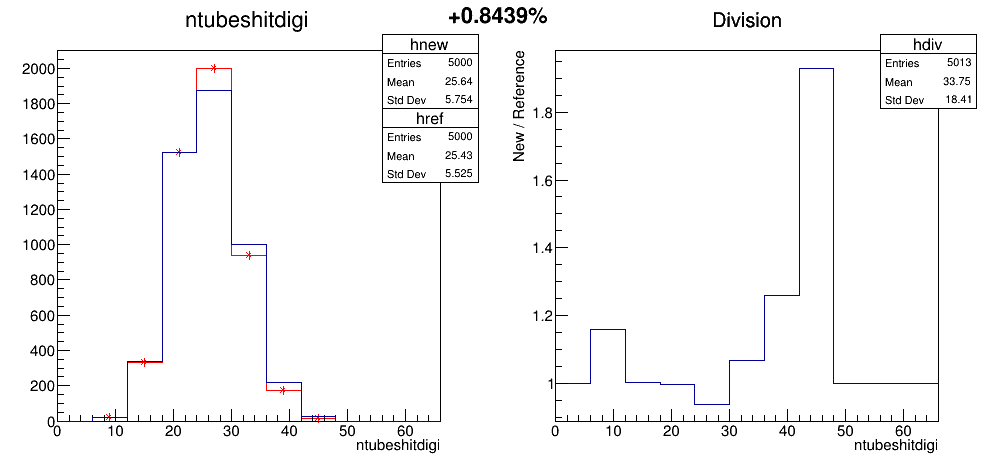 +0.8439%
ntubeshitdigi
hnew
Entries 5000
Mean 25.64
Std Dev 5.754
href
Entries 5000
Mean 25.43
Std Dev 5.525
2000
1800
1600
1400
1200
1000
800
600
400
200
0
0 10 20 30 40 50 60
ntubeshitdigi
Division
hdiv
Entries 5013
Mean 33.75
Std Dev 18.41
New / Reference
1.8
1.6
1.4
1.2
1
0 10 20 30 40 50 60
ntubeshitdigi